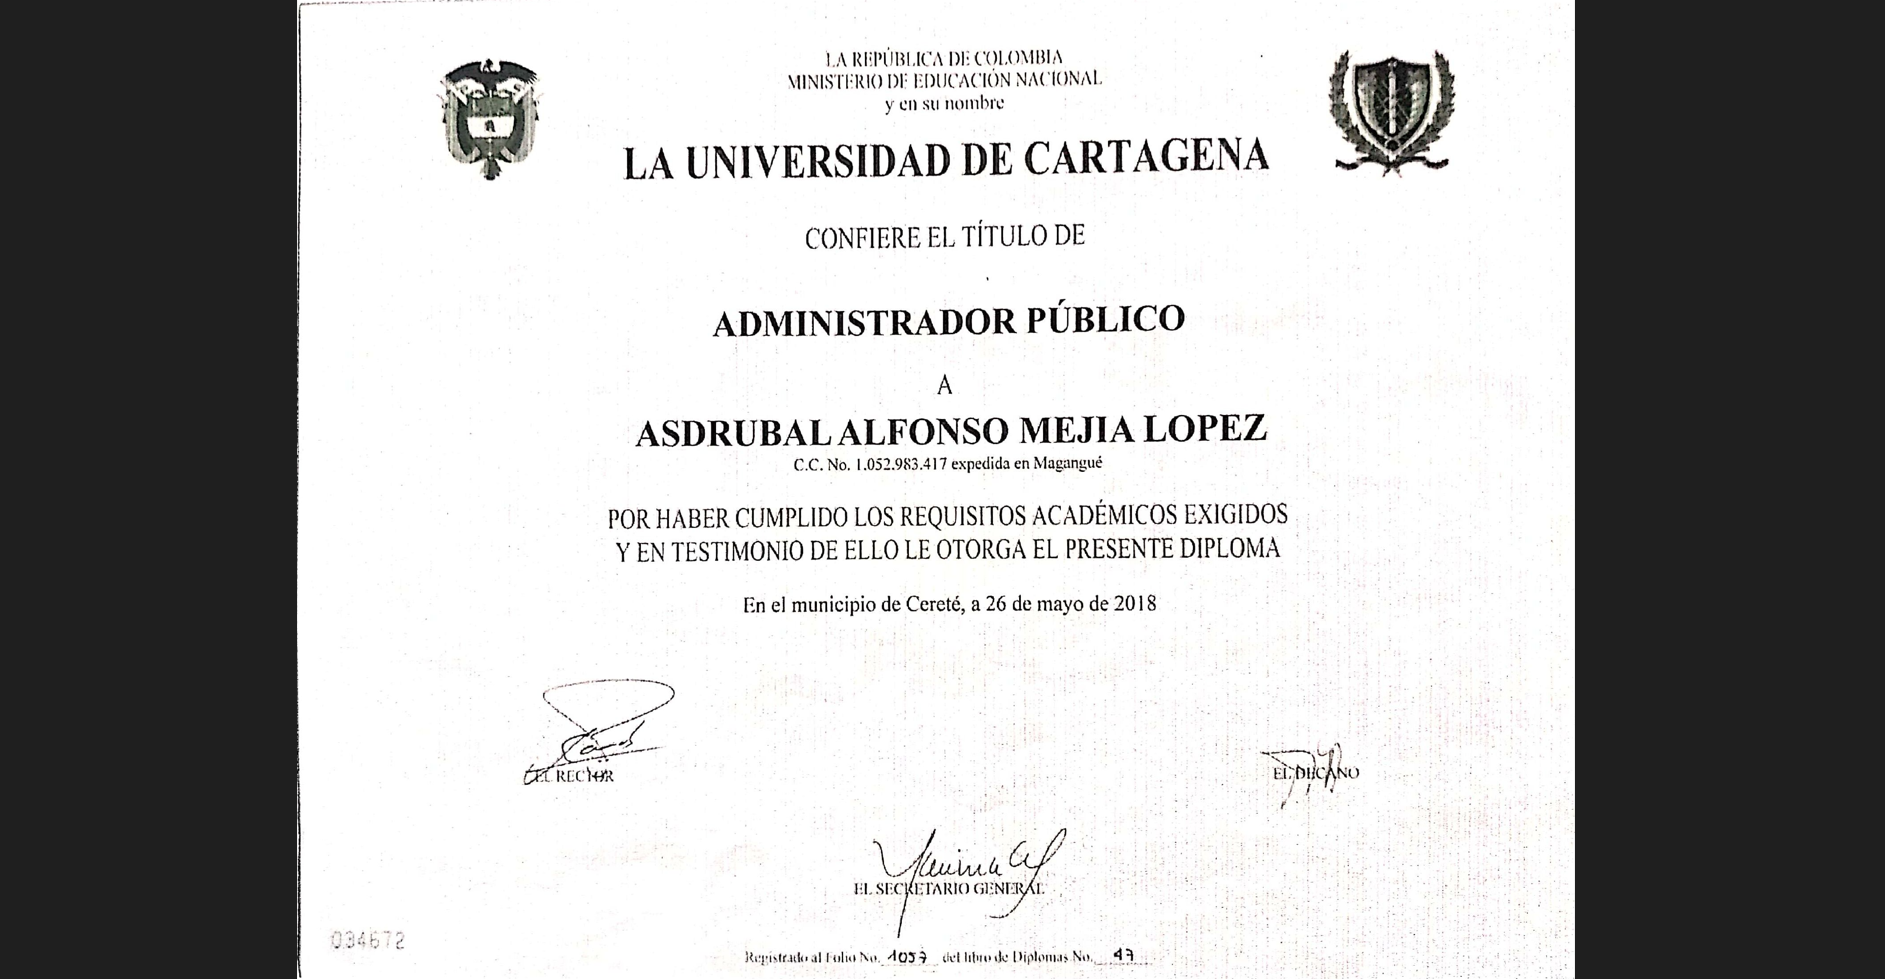 LA REPÚBLICA DE COLOMBIA
MINISTERIO DE EDUCACIÓN NACIONAL
y en su nombre
LA UNIVERSIDAD DE CARTAGENA
CONFIERE EL TÍTULO DE
ADMINISTRADOR PÚBLICO
A
ASDRUBAL ALFONSO MEJIA LOPEZ
C.C. No. 1.052.983.417 expedida en Magangué
POR HABER CUMPLIDO LOS REQUISITOS ACADÉMICOS EXIGIDOS
Y EN TESTIMONIO DE ELLO LE OTORGA EL PRESENTE DIPLOMA
En el municipio de Cereté, a 26 de mayo de 2018
EL RECTOR
EL DECANO
EL SECRETARIO GENERAL
034672
Registrado al Folio No. 1057 del libro de Diplomas No. 47